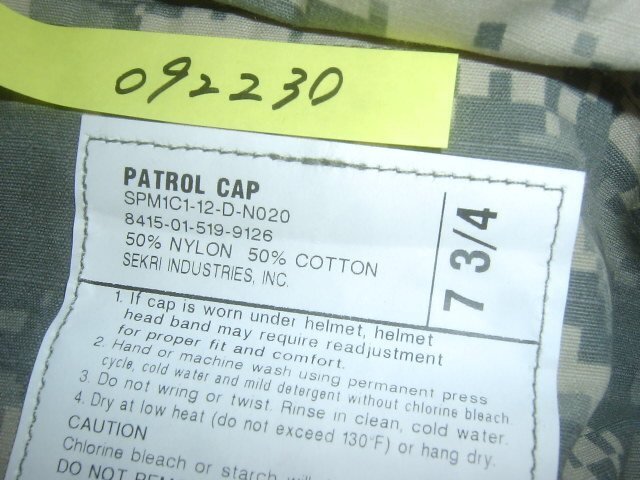 092230
PATROL CAP
SPM1C1-12-D-N020
8415-01-519-9126
50% NYLON 50% COTTON
SEKRI INDUSTRIES, INC.
7 3/4
1. If cap is worn under helmet, helmet
head band may require readjustment
for proper fit and comfort.
2. Hand or machine wash using permanent press
cycle, cold water and mild detergent without chlorine bleach.
3. Do not wring or twist. Rinse in clean, cold water.
4. Dry at low heat (do not exceed 130°F) or hang dry.
CAUTION
Chlorine bleach or starch
DO NOT